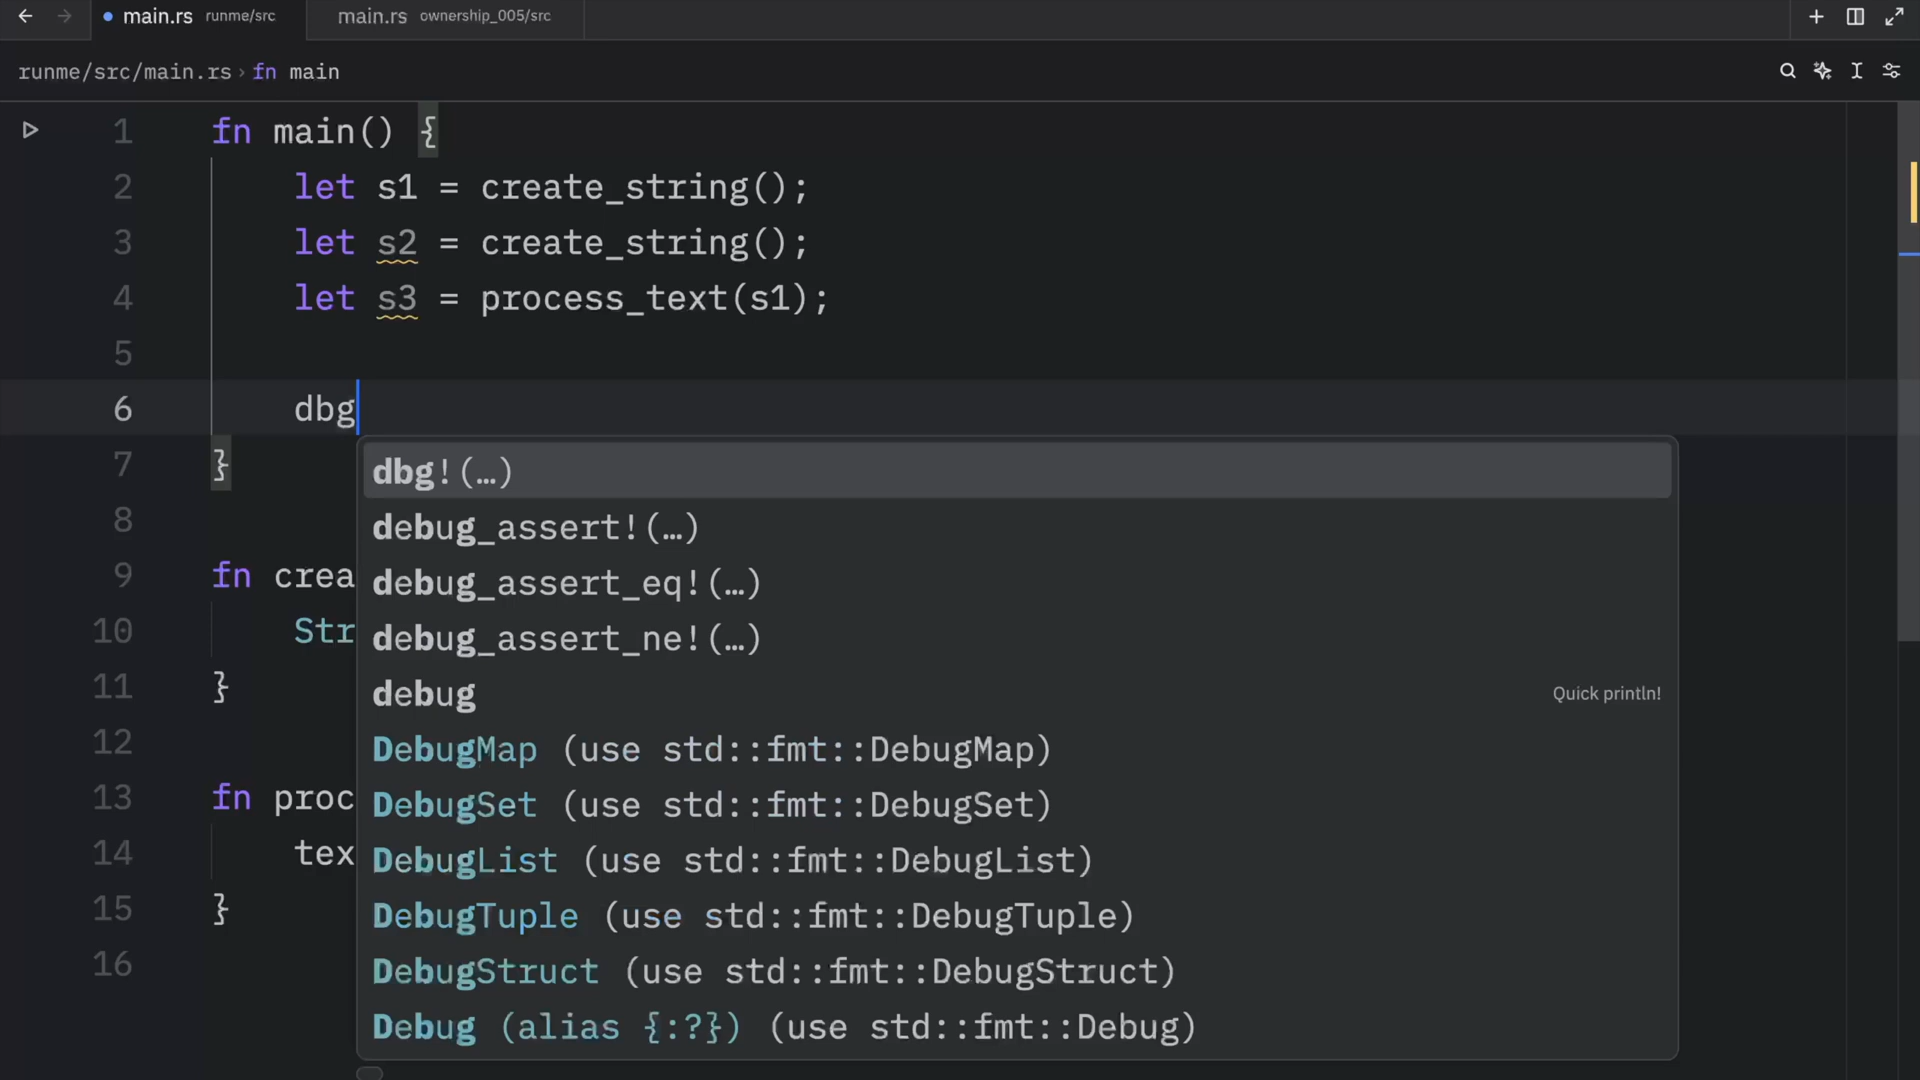 main.rs runme/src main.rs ownership_005/src
runme/src/main.rs › fn main
1 fn main() {
2 let s1 = create_string();
3 let s2 = create_string();
4 let s3 = process_text(s1);
5
6 dbg
7 }
dbg!(…)
8
debug_assert!(…)
9 fn crea
debug_assert_eq!(…)
10 Str
debug_assert_ne!(…)
11 }
debug Quick println!
12
DebugMap (use std::fmt::DebugMap)
13 fn proc
DebugSet (use std::fmt::DebugSet)
14 tex
DebugList (use std::fmt::DebugList)
15 }
DebugTuple (use std::fmt::DebugTuple)
16
DebugStruct (use std::fmt::DebugStruct)
Debug (alias {:?}) (use std::fmt::Debug)